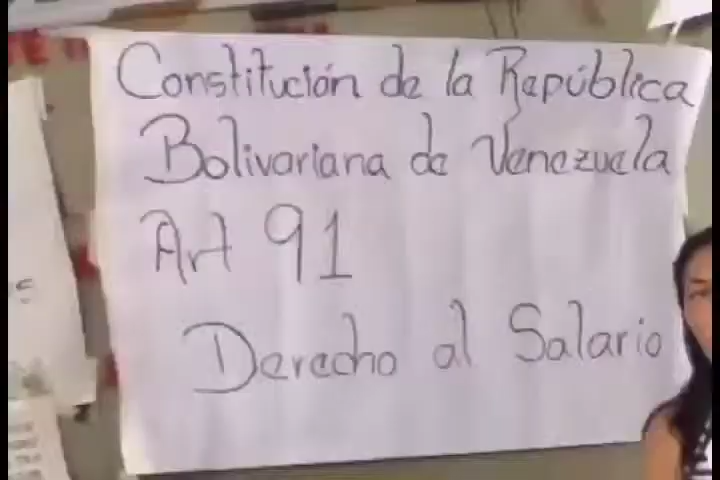 Constitución de la República
Bolivariana de Venezuela
Art 91
Derecho al Salario